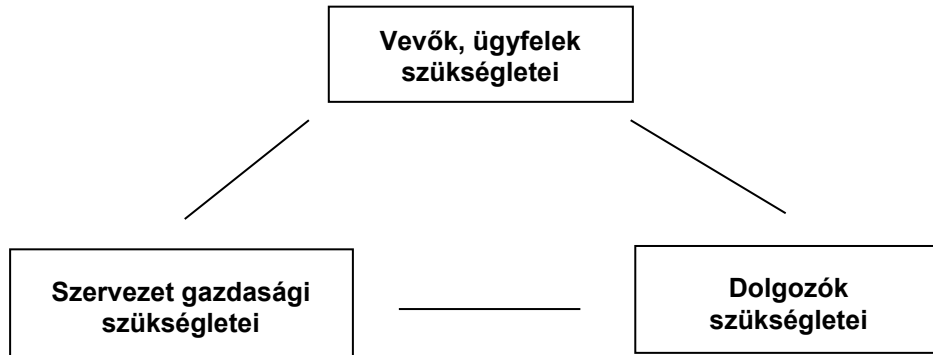 Vevők, ügyfelek
szükségletei
Szervezet gazdasági
szükségletei
Dolgozók
szükségletei